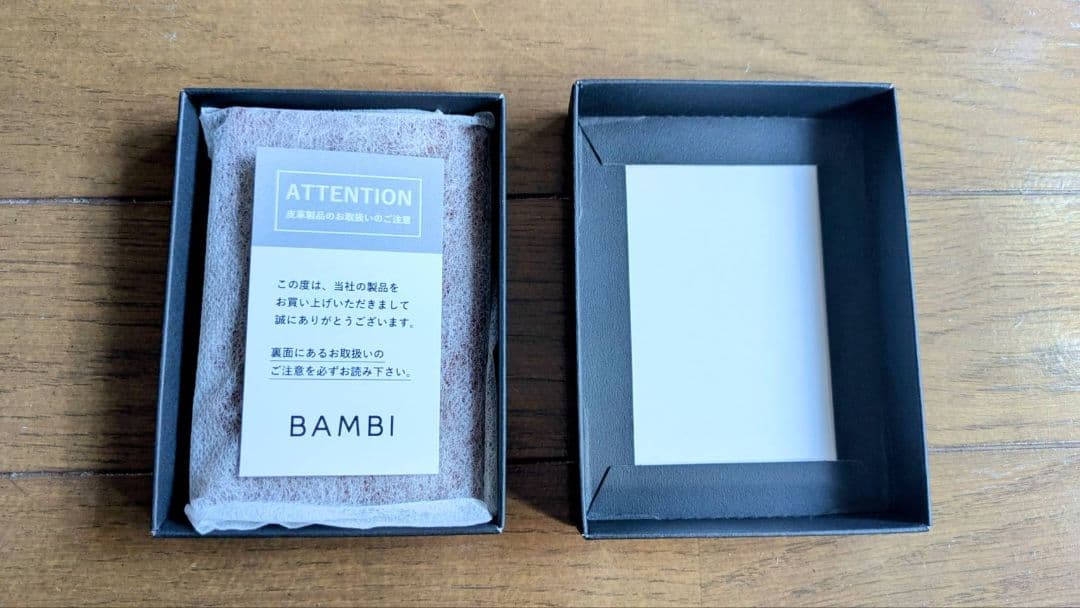 ATTENTION
皮革製品のお取扱いのご注意
この度は、当社の製品を
お買い上げいただきまして
誠にありがとうございます。
裏面にあるお取扱いの
ご注意を必ずお読み下さい。
BAMBI